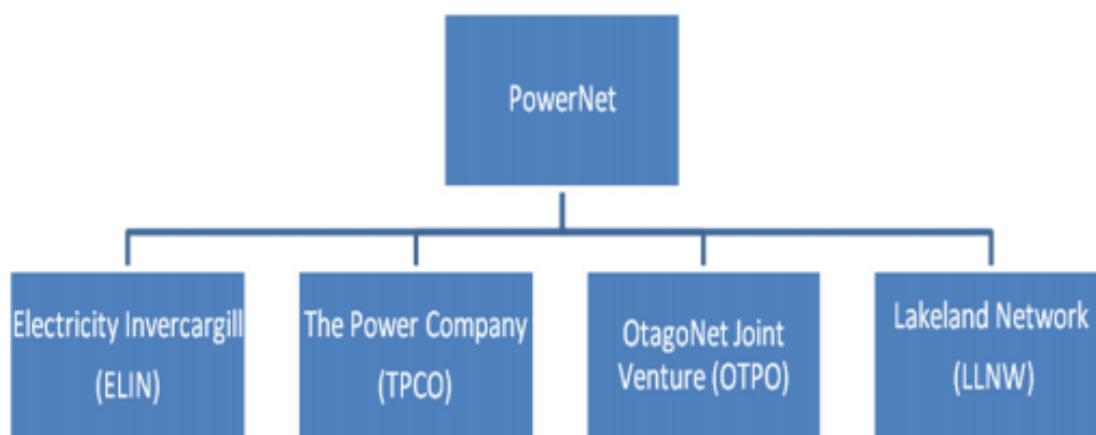 PowerNet
Electricity Invercargill
(ELIN)
The Power Company
(TPCO)
OtagoNet Joint
Venture (OTPO)
Lakeland Network
(LLNW)